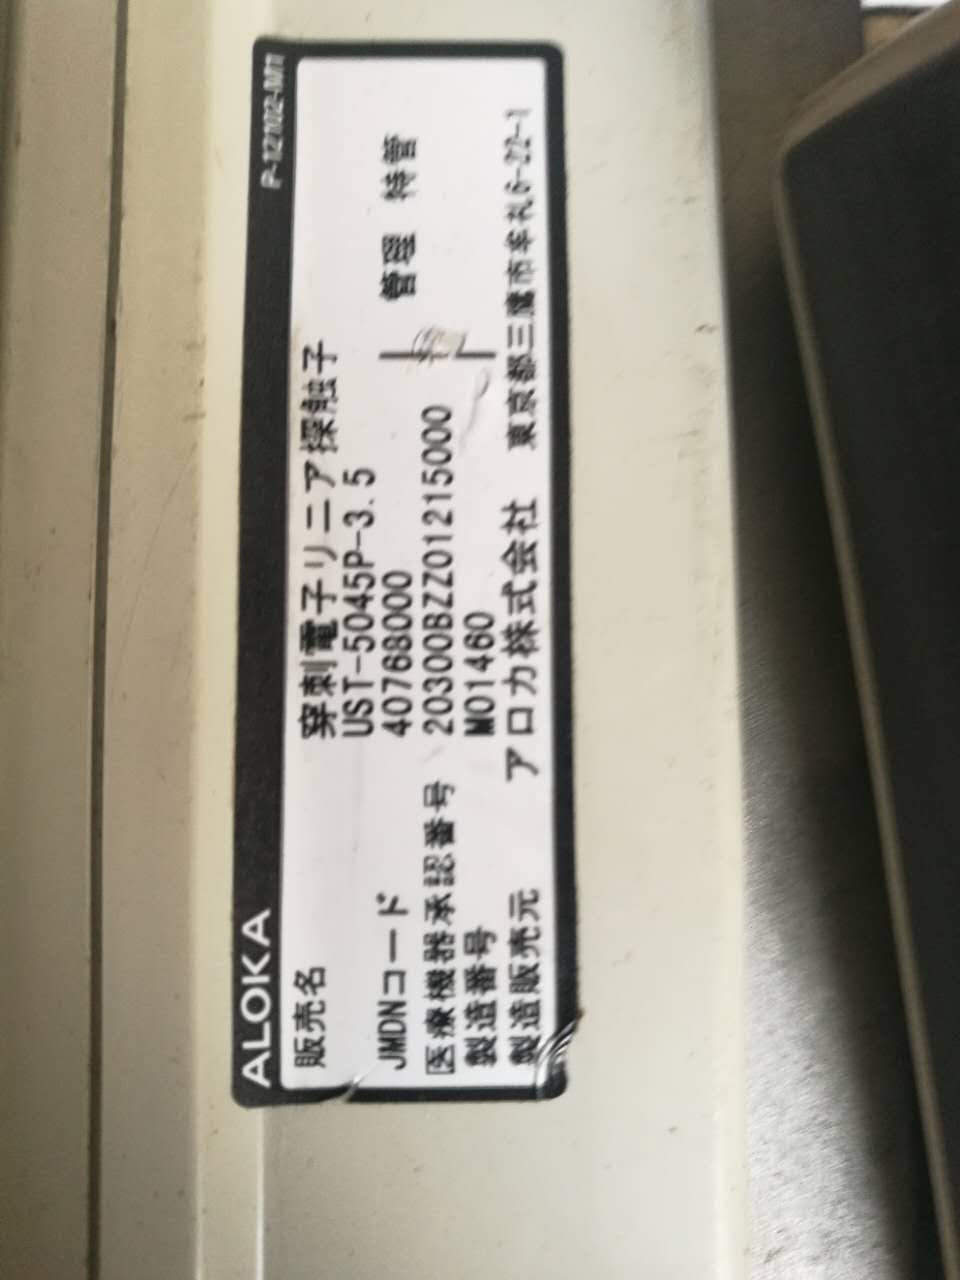 ALOKA P-12102-M11
販売名 穿刺電子リニア探触子
UST-5045P-3.5
JMDNコード 40768000 管理 特管
医療機器承認番号 20300BZZ01215000
製造番号 M01460
製造販売元 アロカ株式会社 東京都三鷹市牟礼6-22-1